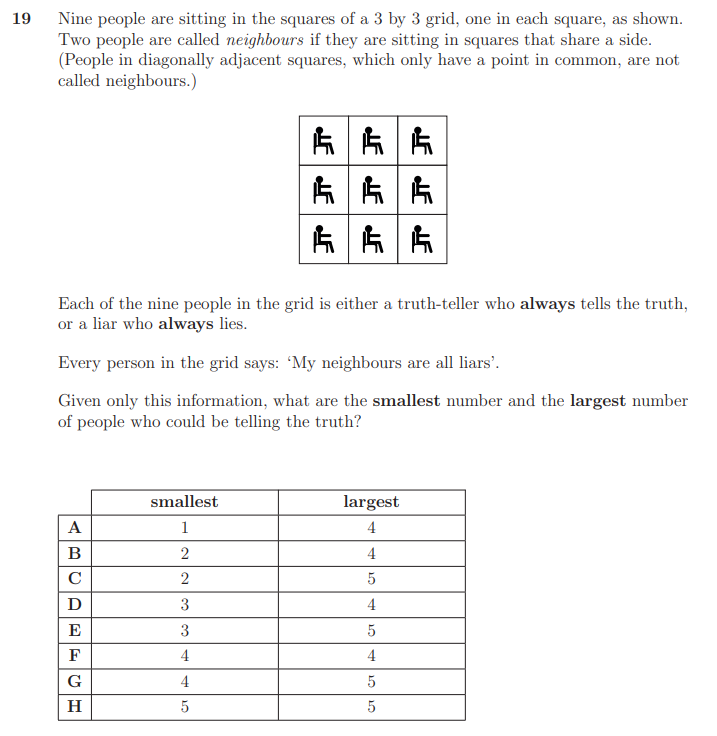 19 Nine people are sitting in the squares of a 3 by 3 grid, one in each square, as shown.
Two people are called neighbours if they are sitting in squares that share a side.
(People in diagonally adjacent squares, which only have a point in common, are not
called neighbours.)
Each of the nine people in the grid is either a truth-teller who always tells the truth,
or a liar who always lies.
Every person in the grid says: ‘My neighbours are all liars’.
Given only this information, what are the smallest number and the largest number
of people who could be telling the truth?
smallest largest
A 1 4
B 2 4
C 2 5
D 3 4
E 3 5
F 4 4
G 4 5
H 5 5